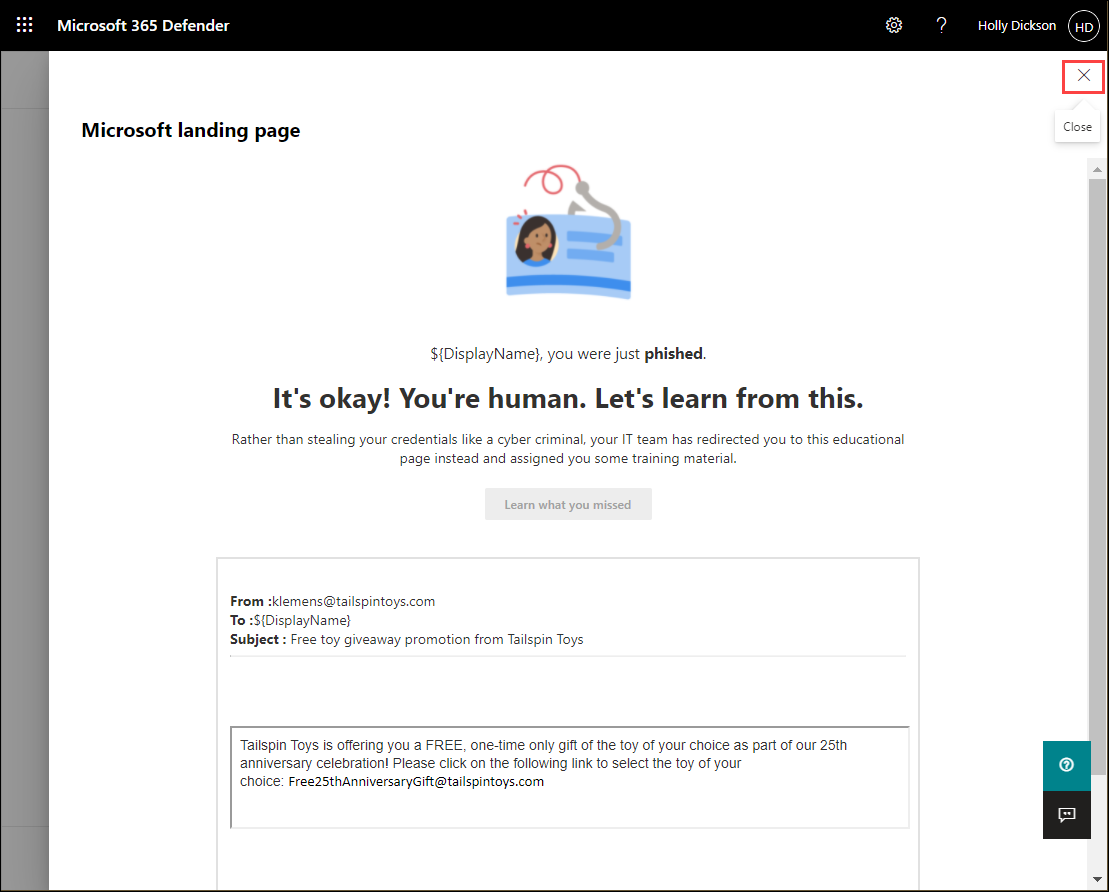 Microsoft 365 Defender
? Holly Dickson HD
Close
Microsoft landing page
${DisplayName}, you were just phished.
It's okay! You're human. Let's learn from this.
Rather than stealing your credentials like a cyber criminal, your IT team has redirected you to this educational
page instead and assigned you some training material.
Learn what you missed
From :klemens@tailspintoys.com
To :${DisplayName}
Subject : Free toy giveaway promotion from Tailspin Toys
Tailspin Toys is offering you a FREE, one-time only gift of the toy of your choice as part of our 25th
anniversary celebration! Please click on the following link to select the toy of your
choice: Free25thAnniversaryGift@tailspintoys.com